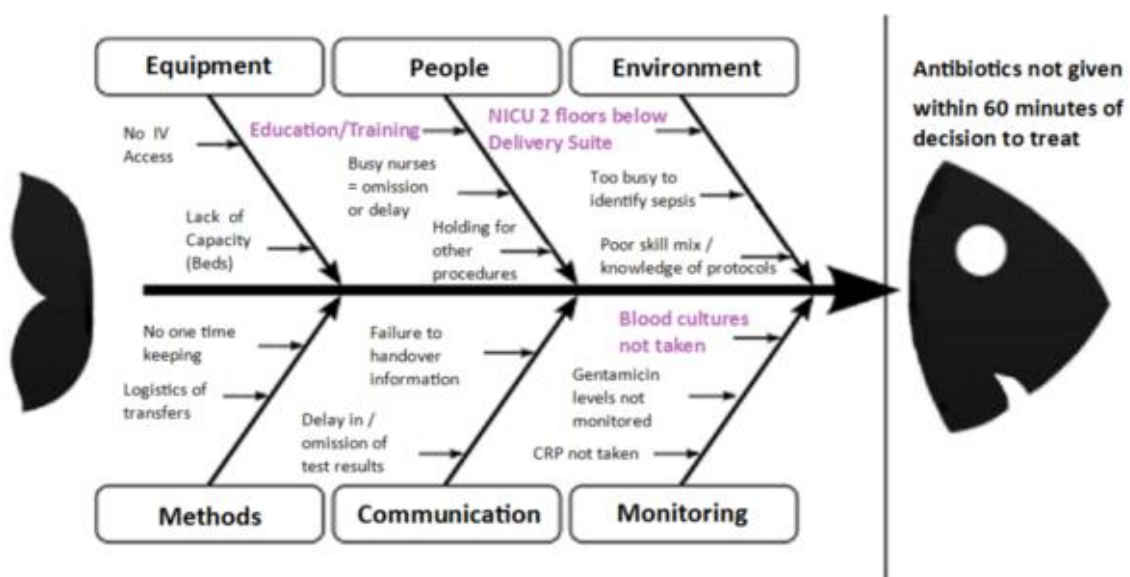 Equipment
People
Environment
Antibiotics not given
within 60 minutes of
decision to treat
No IV
Access
Lack of
Capacity
(Beds)
Education/Training
Busy nurses
= omission
or delay
Holding for
other
procedures
NICU 2 floors below
Delivery Suite
Too busy to
identify sepsis
Poor skill mix /
knowledge of protocols
No one time
keeping
Logistics of
transfers
Failure to
handover
information
Delay in /
omission of
test results
Blood cultures
not taken
Gentamicin
levels not
monitored
CRP not taken
Methods
Communication
Monitoring